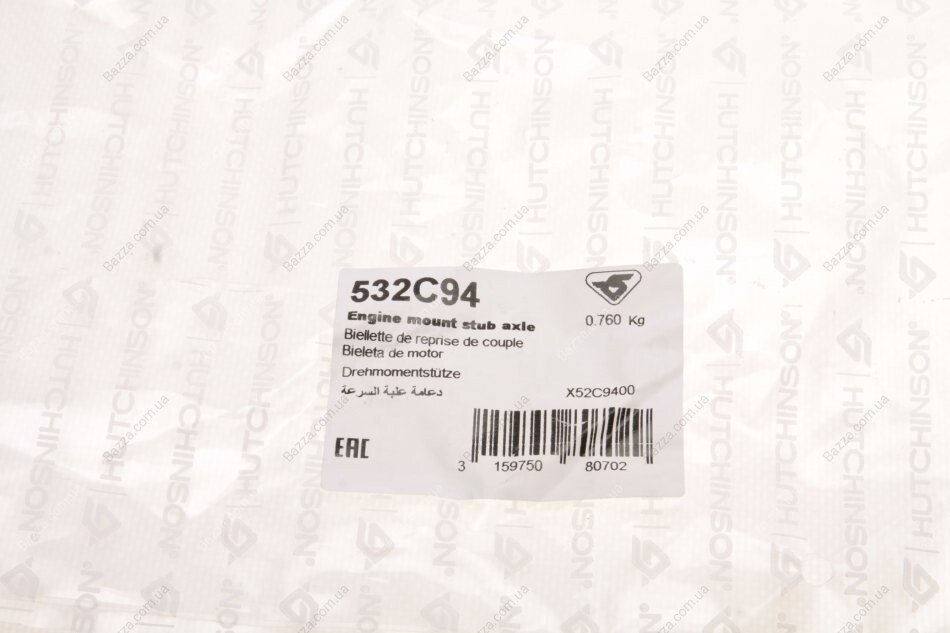 532C94
Engine mount stub axle
Biellette de reprise de couple
Bieleta de motor
Drehmomentstütze
دعامة علبة السرعة
0.760 Kg
X52C9400
EAC
3 159750 80702
HUTCHINSON
Bazza.com.ua